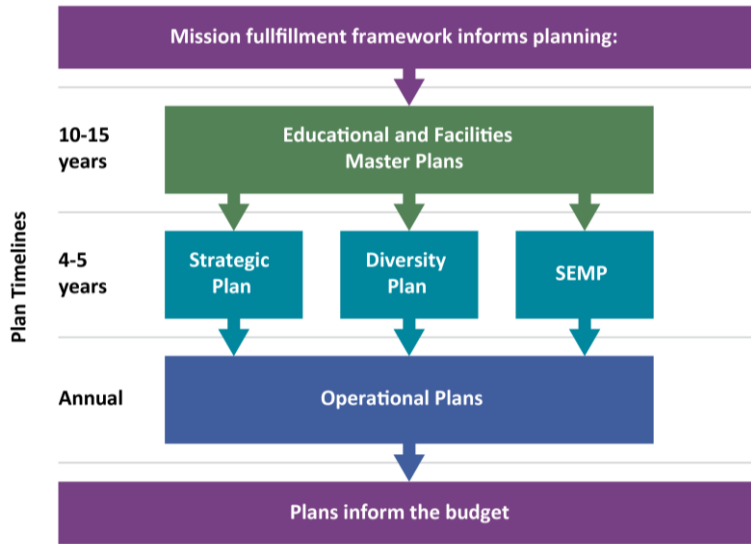 Mission fullfillment framework informs planning:
Plan Timelines
10-15
years
Educational and Facilities
Master Plans
4-5
years
Strategic
Plan
Diversity
Plan
SEMP
Annual
Operational Plans
Plans inform the budget